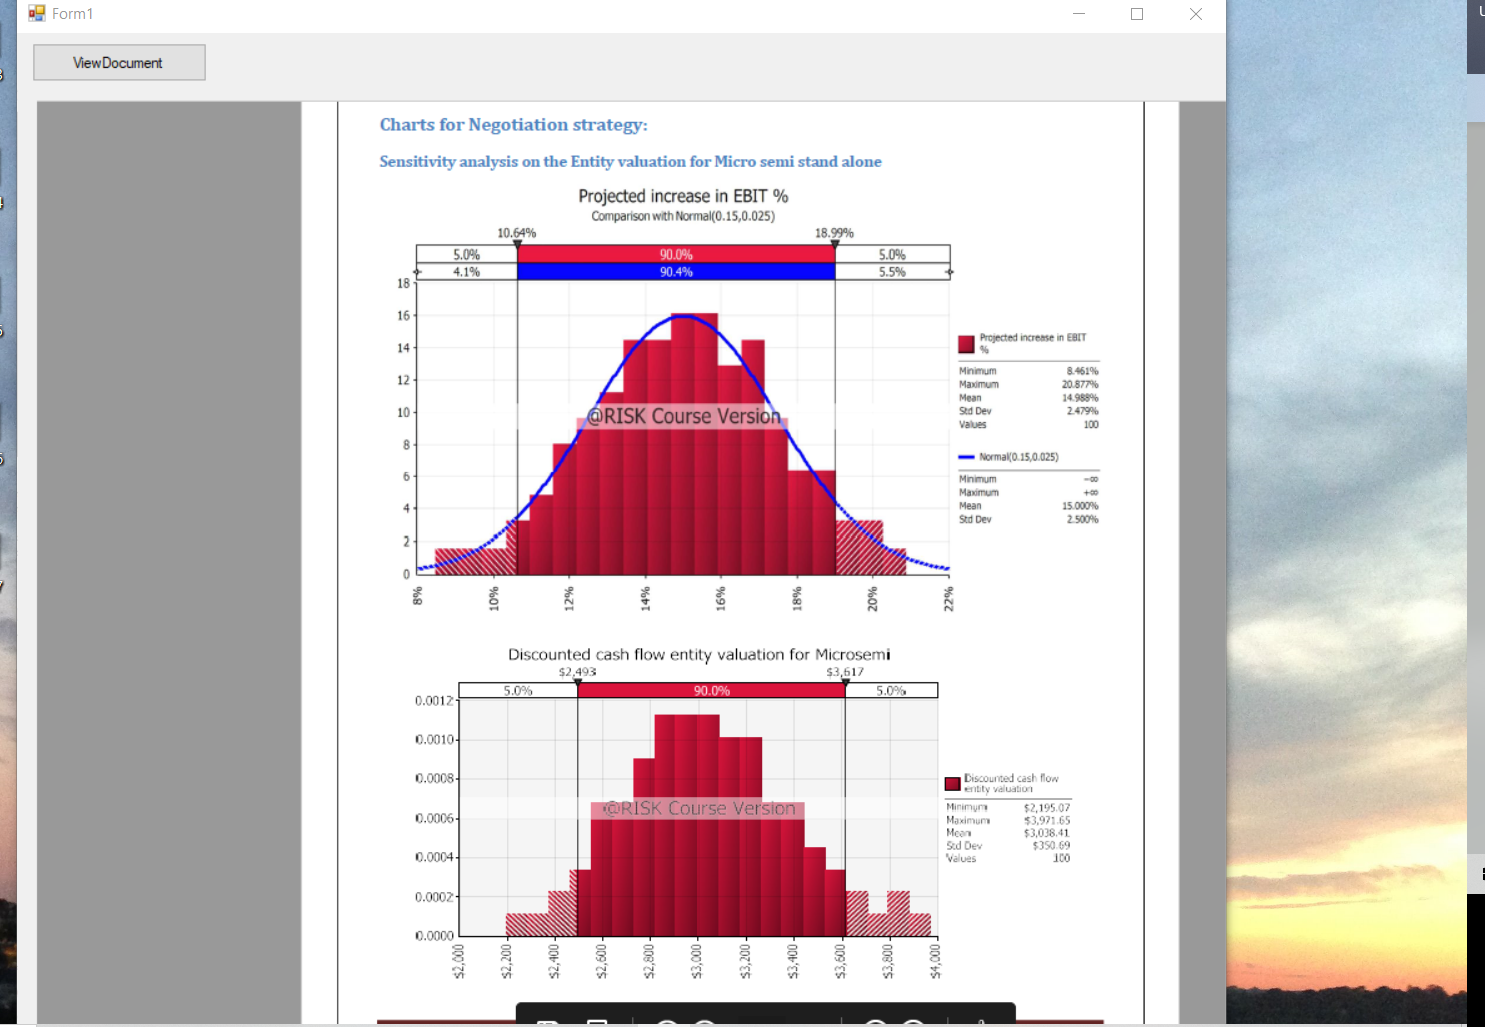 Form1
ViewDocument
Charts for Negotiation strategy:
Sensitivity analysis on the Entity valuation for Micro semi stand alone
Projected increase in EBIT %
Comparison with Normal(0.15,0.025)
10.64% 18.99%
5.0% 90.0% 5.0%
4.1% 90.4% 5.5%
18
16
14
12
10
8
6
4
2
0
@RISK Course Version
8% 10% 12% 14% 16% 18% 20% 22%
Projected increase in EBIT
%
Minimum 8.461%
Maximum 20.877%
Mean 14.988%
Std Dev 2.479%
Values 100
Normal(0.15,0.025)
Minimum −∞
Maximum +∞
Mean 15.000%
Std Dev 2.500%
Discounted cash flow entity valuation for Microsemi
$2,493 $3,617
5.0% 90.0% 5.0%
0.0012
0.0010
0.0008
0.0006
0.0004
0.0002
0.0000
@RISK Course Version
$2,000 $2,200 $2,400 $2,600 $2,800 $3,000 $3,200 $3,400 $3,600 $3,800 $4,000
Discounted cash flow
entity valuation
Minimum $2,195.07
Maximum $3,971.65
Mean $3,038.41
Std Dev $350.69
Values 100